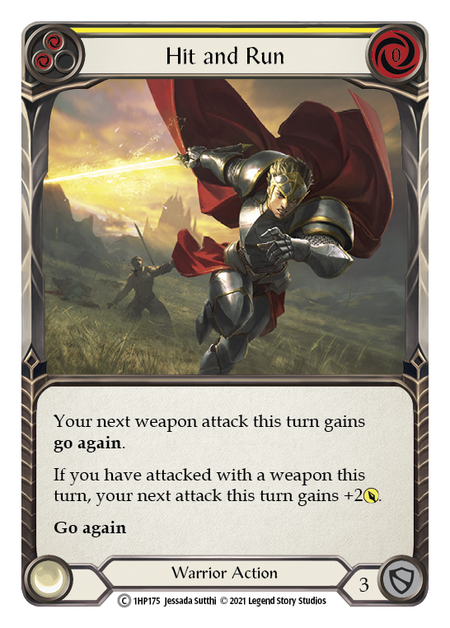 Hit and Run
0
Your next weapon attack this turn gains
go again.
If you have attacked with a weapon this
turn, your next attack this turn gains +2.
Go again
Warrior Action
3
C 1HP175 Jessada Sutthi © 2021 Legend Story Studios